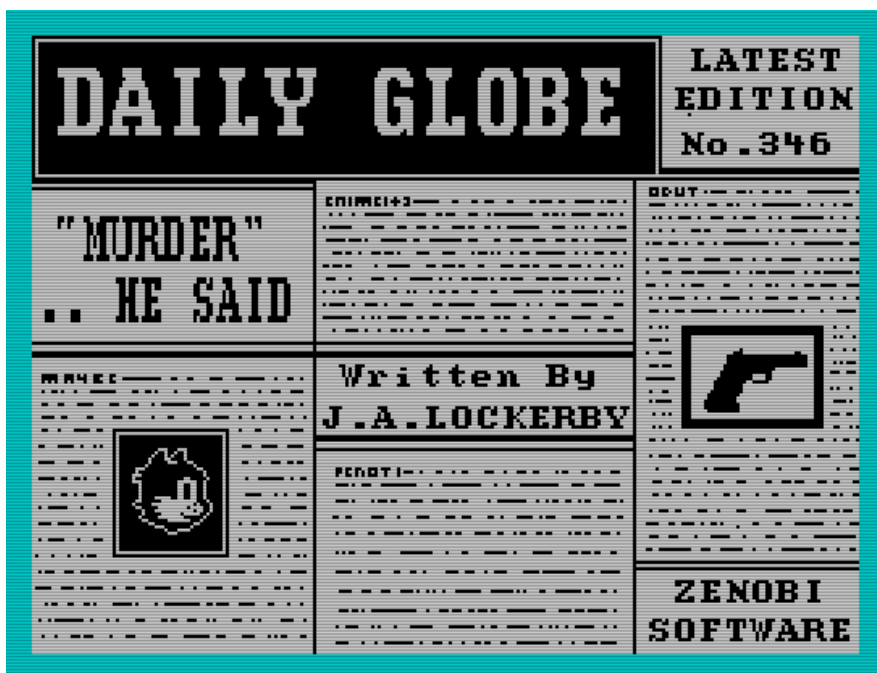 DAILY GLOBE
LATEST
EDITION
No.346
"MURDER"
.. HE SAID
Written By
J.A.LOCKERBY
ZENOBI
SOFTWARE